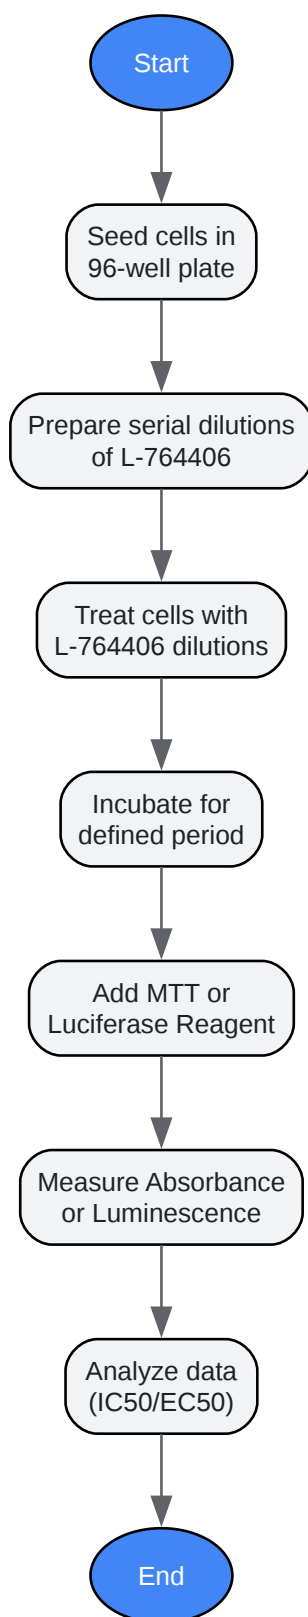 Start
Seed cells in
96-well plate
Prepare serial dilutions
of L-764406
Treat cells with
L-764406 dilutions
Incubate for
defined period
Add MTT or
Luciferase Reagent
Measure Absorbance
or Luminescence
Analyze data
(IC50/EC50)
End